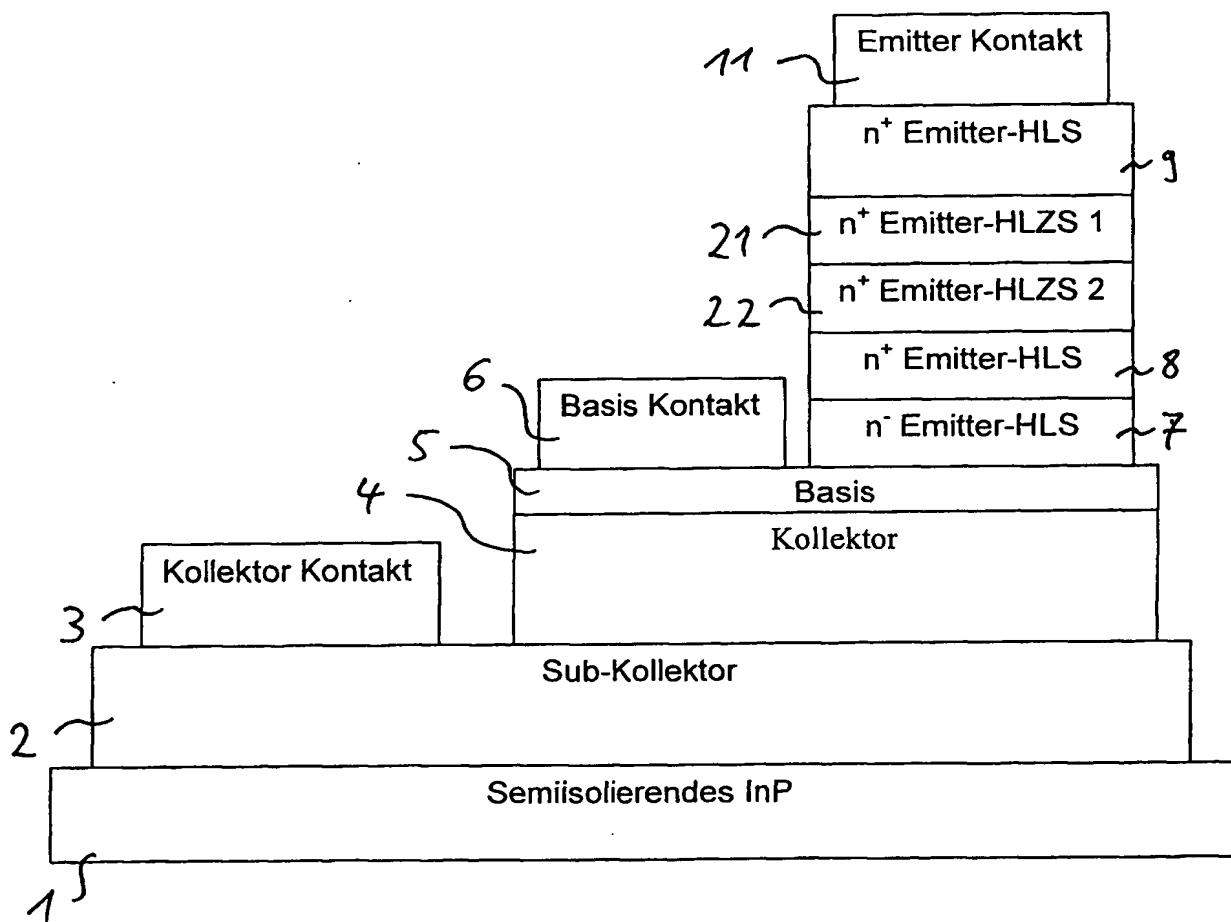 Emitter Kontakt
11
n⁺ Emitter-HLS
9
n⁺ Emitter-HLZS 1
21
n⁺ Emitter-HLZS 2
22
n⁺ Emitter-HLS
8
6
Basis Kontakt
n⁻ Emitter-HLS
7
5
Basis
4
Kollektor
Kollektor Kontakt
3
Sub-Kollektor
2
Semiisolierendes InP
1